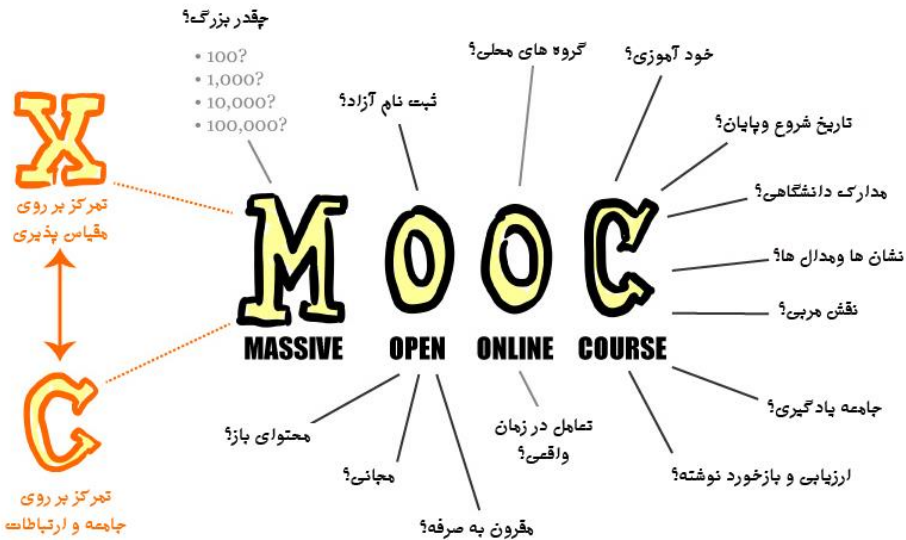 چقدر بزرگ؟
• 100?
• 1,000?
• 10,000?
• 100,000?
ثبت نام آزاد؟
گروه های محلی؟
خود آموزی؟
تاریخ شروع وپایان؟
مدارک دانشگاهی؟
نشان ها ومدال ها؟
نقش مربی؟
X
تمرکز بر روی
مقیاس پذیری
C
تمرکز بر روی
جامعه و ارتباطات
MOOC
MASSIVE OPEN ONLINE COURSE
محتوای باز؟
مجانی؟
مقرون به صرفه؟
تعامل در زمان
واقعی؟
جامعه یادگیری؟
ارزیابی و بازخورد نوشته؟